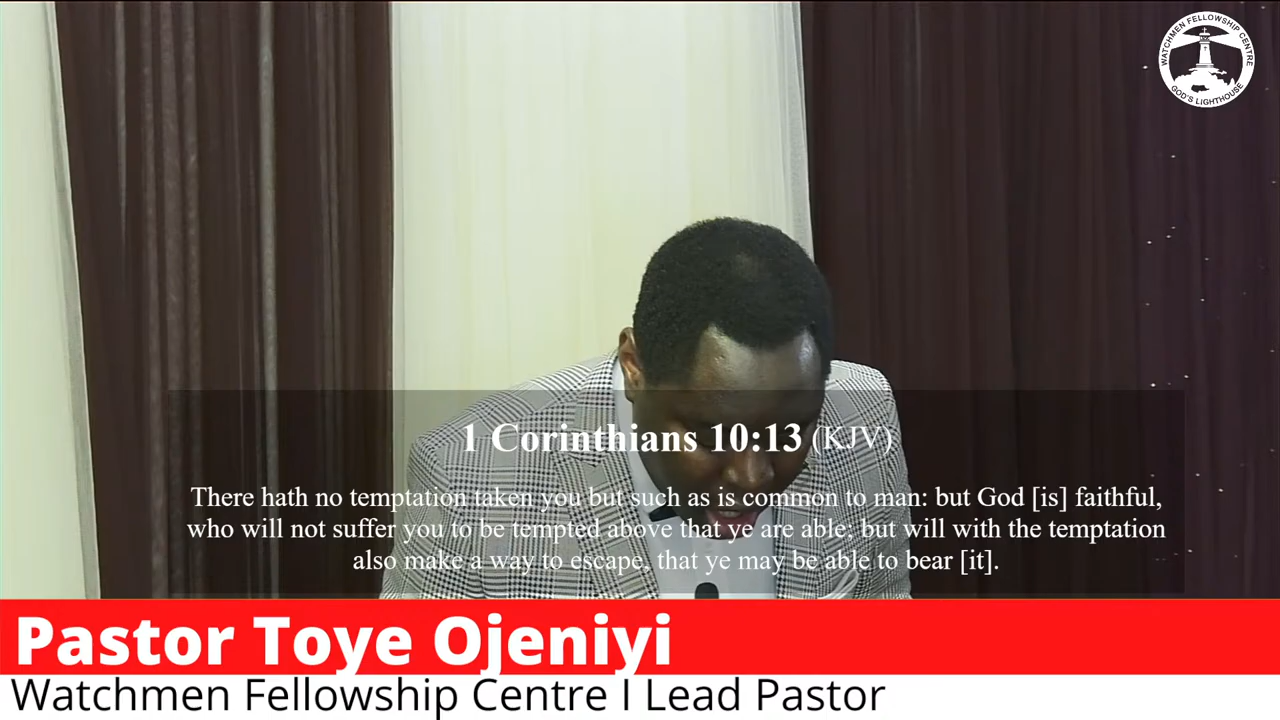 WATCHMEN FELLOWSHIP CENTRE
GOD'S LIGHTHOUSE
1 Corinthians 10:13 (KJV)
There hath no temptation taken you but such as is common to man: but God [is] faithful,
who will not suffer you to be tempted above that ye are able; but will with the temptation
also make a way to escape, that ye may be able to bear [it].
Pastor Toye Ojeniyi
Watchmen Fellowship Centre I Lead Pastor